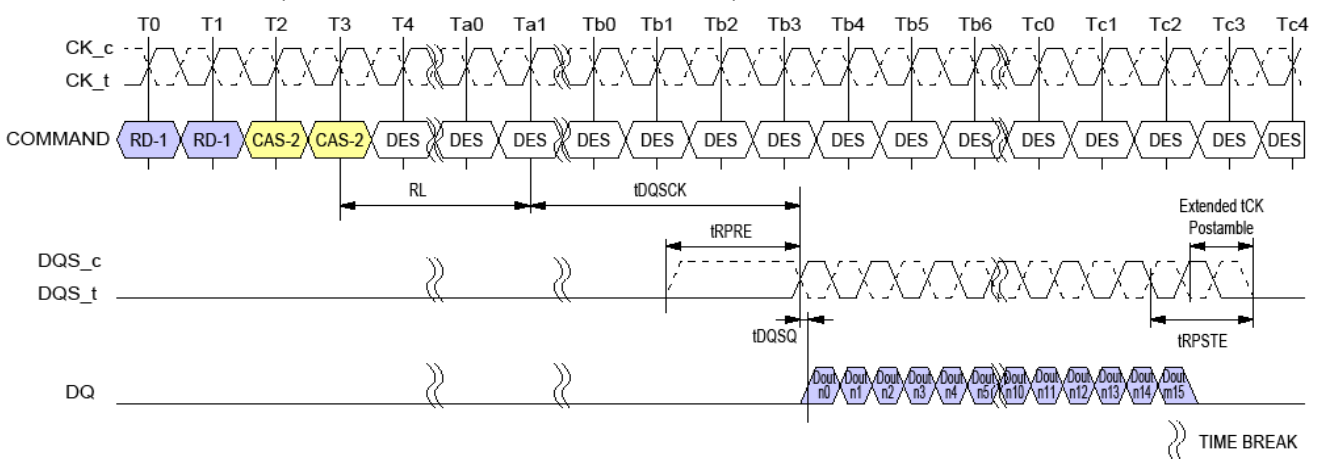 T0 T1 T2 T3 T4 Ta0 Ta1 Tb0 Tb1 Tb2 Tb3 Tb4 Tb5 Tb6 Tc0 Tc1 Tc2 Tc3 Tc4
CK_c
CK_t
COMMAND RD-1 RD-1 CAS-2 CAS-2 DES DES DES DES DES DES DES DES DES DES DES DES DES DES DES
RL tDQSCK
Extended tCK
Postamble
tRPRE
DQS_c
DQS_t
tDQSQ
tRPSTE
Dout Dout Dout Dout Dout Dout Dout Dout Dout Dout Dout Dout
DQ
n0 n1 n2 n3 n4 n5 n10 n11 n12 n13 n14 m15
TIME BREAK